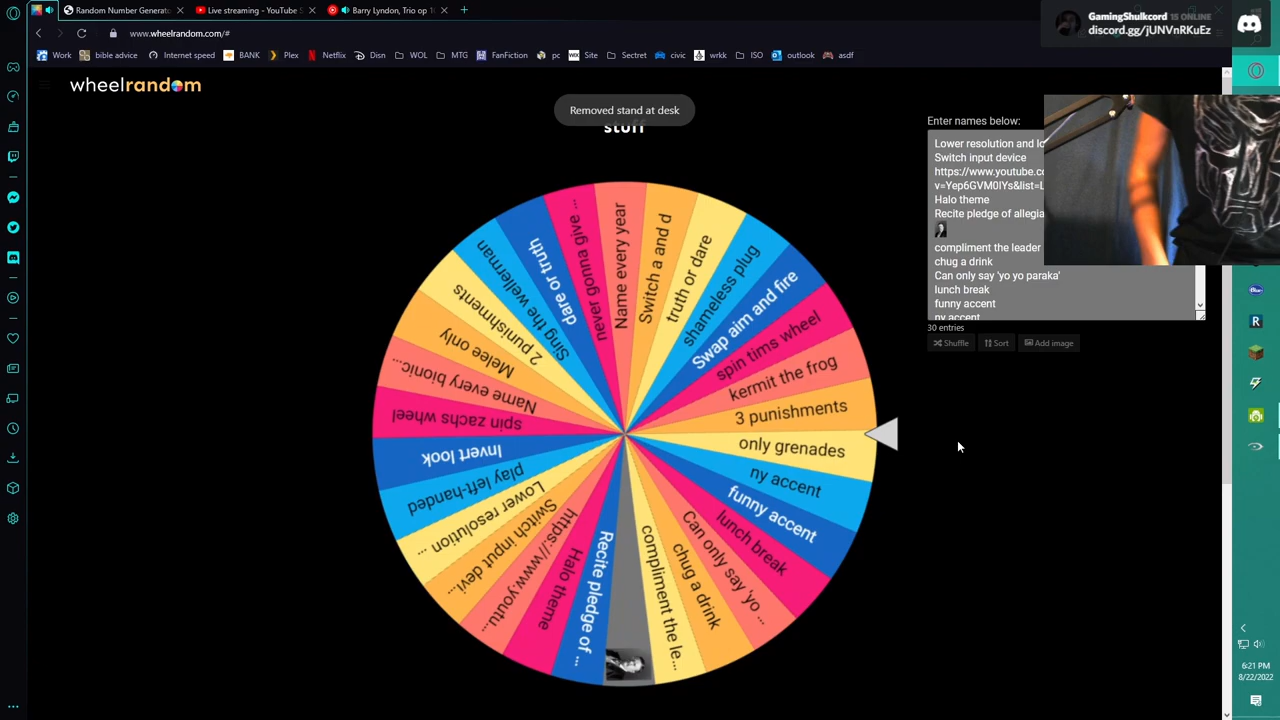 Random Number Generato
Live streaming - YouTube S
Barry Lyndon, Trio op 1
GamingShulkcord 15 ONLINE
discord.gg/jUNVnRKuEz
www.wheelrandom.com/#
Work
bible advice
Internet speed
BANK
Plex
Netflix
Disn
WOL
MTG
FanFiction
pc
Site
Sectret
civic
wrkk
ISO
outlook
asdf
wheelrandom
Removed stand at desk
stuff
Enter names below:
Lower resolution and lo
Switch input device
https://www.youtube.co
v=Yep6GVM0IYs&list=L
Halo theme
Recite pledge of allegia
compliment the leader
chug a drink
Can only say 'yo yo paraka'
lunch break
funny accent
ny accent
30 entries
Shuffle
Sort
Add image
Name every year
Switch a and d
truth or dare
shameless plug
Swap aim and fire
spin tims wheel
kermit the frog
3 punishments
only grenades
ny accent
funny accent
lunch break
Can only say 'yo ...
chug a drink
compliment the le...
Recite pledge of ...
Halo theme
https://www.youtu...
Switch input devi...
Lower resolution ...
play left-handed
Invert look
spin zachs wheel
Name every bionic...
Melee only
2 punishments
Sing the wellerman
dare or truth
never gonna give ...
6:21 PM
8/22/2022